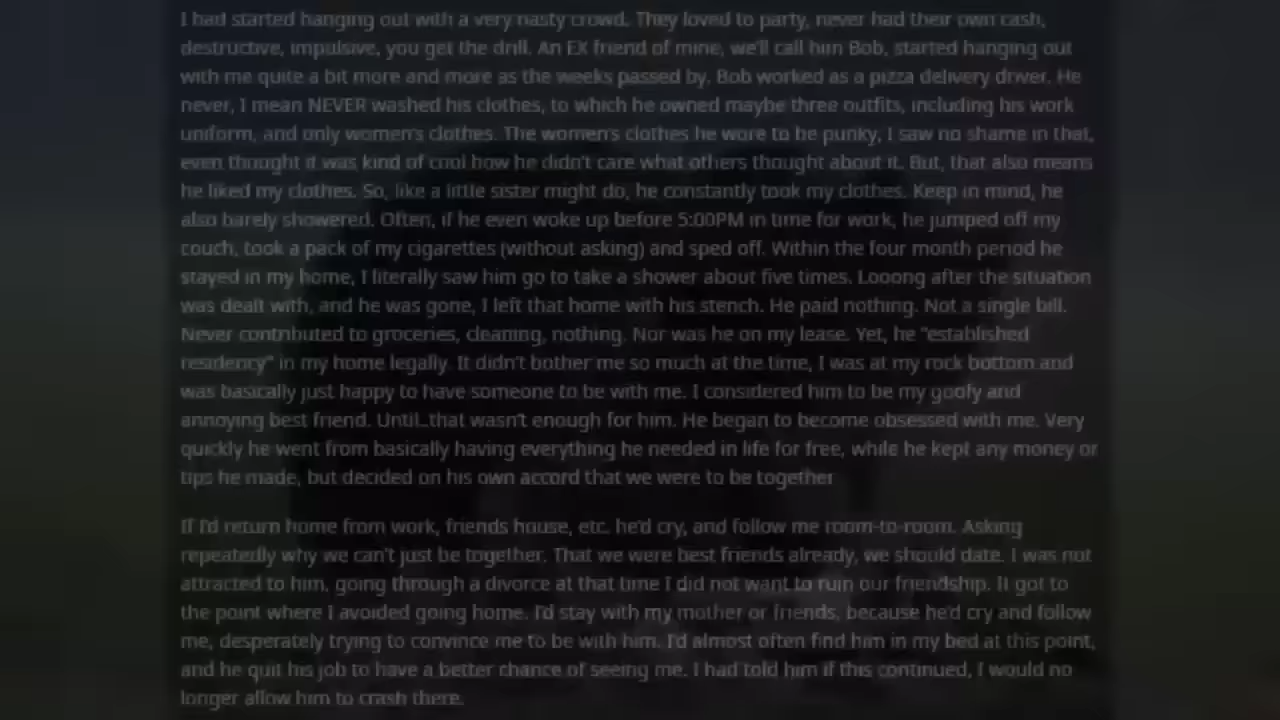 I had started hanging out with a very nasty crowd. They loved to party, never had their own cash,
destructive, impulsive, you get the drill. An EX friend of mine, we'll call him Bob, started hanging out
with me quite a bit more and more as the weeks passed by. Bob worked as a pizza delivery driver. He
never, I mean NEVER washed his clothes, to which he owned maybe three outfits, including his work
uniform, and only women's clothes. The women's clothes he wore to be punky, I saw no shame in that,
even thought it was kind of cool how he didn't care what others thought about it. But, that also means
he liked my clothes. So, like a little sister might do, he constantly took my clothes. Keep in mind, he
also barely showered. Often, if he even woke up before 5:00PM in time for work, he jumped off my
couch, took a pack of my cigarettes (without asking) and sped off. Within the four month period he
stayed in my home, I literally saw him go to take a shower about five times. Looong after the situation
was dealt with, and he was gone, I left that home with his stench. He paid nothing. Not a single bill.
Never contributed to groceries, cleaning, nothing. Nor was he on my lease. Yet, he "established
residency" in my home legally. It didn't bother me so much at the time, I was at my rock bottom and
was basically just happy to have someone to be with me. I considered him to be my goofy and
annoying best friend. Until..that wasn't enough for him. He began to become obsessed with me. Very
quickly he went from basically having everything he needed in life for free, while he kept any money or
tips he made, but decided on his own accord that we were to be together
If I'd return home from work, friends house, etc. he'd cry, and follow me room-to-room. Asking
repeatedly why we can't just be together. That we were best friends already, we should date. I was not
attracted to him, going through a divorce at that time I did not want to ruin our friendship. It got to
the point where I avoided going home. I'd stay with my mother or friends, because he'd cry and follow
me, desperately trying to convince me to be with him. I'd almost often find him in my bed at this point,
and he quit his job to have a better chance of seeing me. I had told him if this continued, I would no
longer allow him to crash there.